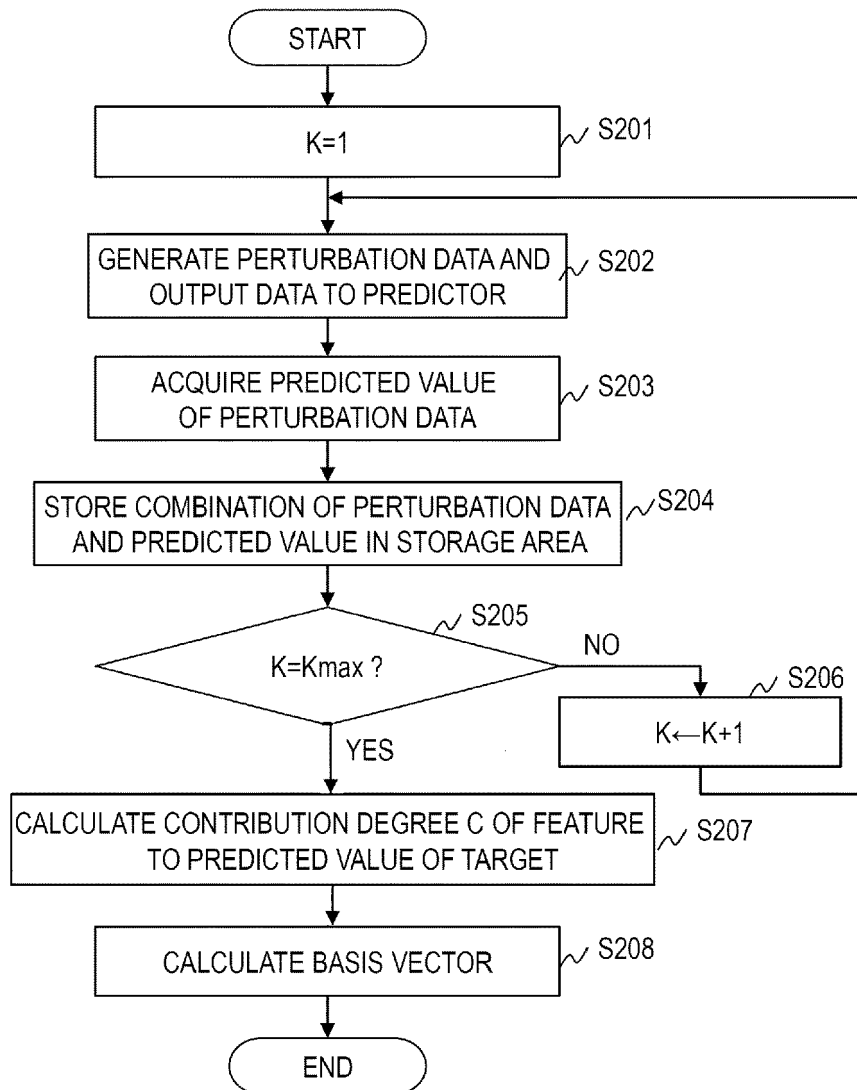 START
K=1
S201
GENERATE PERTURBATION DATA AND
OUTPUT DATA TO PREDICTOR
S202
ACQUIRE PREDICTED VALUE
OF PERTURBATION DATA
S203
STORE COMBINATION OF PERTURBATION DATA
AND PREDICTED VALUE IN STORAGE AREA
S204
K=Kmax ?
S205
NO
S206
K←K+1
YES
CALCULATE CONTRIBUTION DEGREE C OF FEATURE
TO PREDICTED VALUE OF TARGET
S207
CALCULATE BASIS VECTOR
S208
END